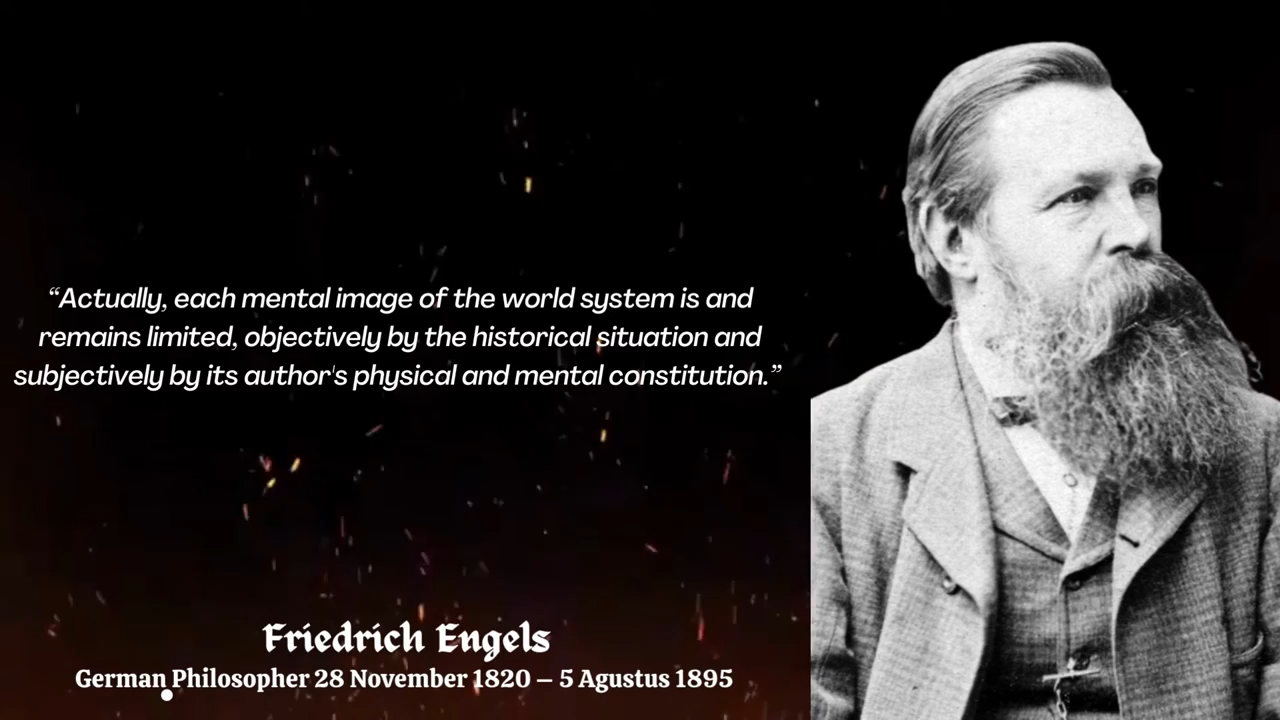 “Actually, each mental image of the world system is and
remains limited, objectively by the historical situation and
subjectively by its author's physical and mental constitution.”
Friedrich Engels
German Philosopher 28 November 1820 – 5 Agustus 1895